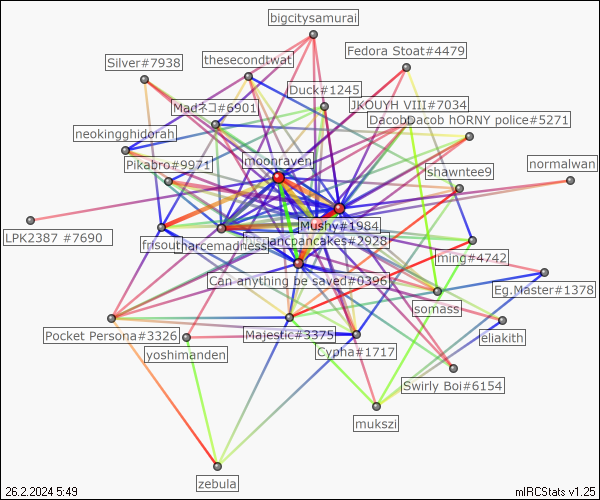 bigcitysamurai
Fedora Stoat#4479
thesecondtwat
Silver#7938
Duck#1245
Madネコ#6901
JKOUYH VIII#7034
DacobDacob hORNY police#5271
neokingghidorah
moonraven
Pikabro#9971
normalwan
shawntee9
Mushy#1984
LPK2387 #7690
frisouthar cemadness
ancpancakes#2928
ming#4742
Can anything be saved#0396
Eg.Master#1378
somass
Pocket Persona#3326
Majestic#3375
eliakith
yoshimanden
Cypha#1717
Swirly Boi#6154
mukszi
zebula
26.2.2024 5:49
mIRCStats v1.25